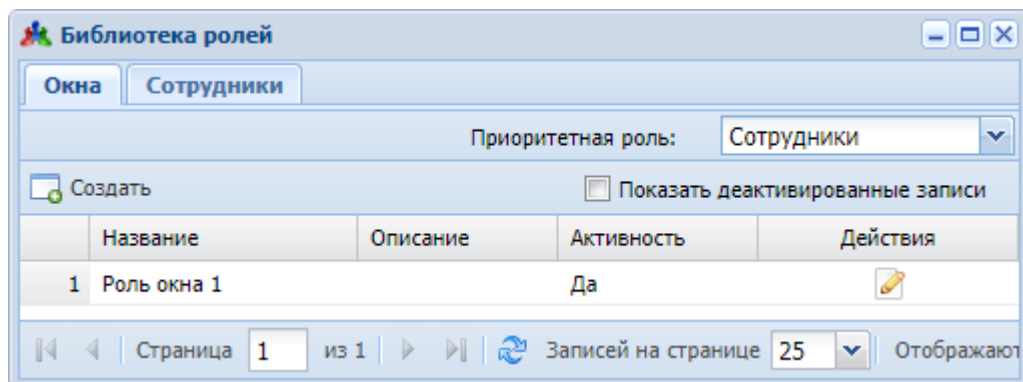 Библиотека ролей
Окна Сотрудники
Приоритетная роль: Сотрудники
Создать Показать деактивированные записи
Название Описание Активность Действия
1 Роль окна 1 Да
Страница 1 из 1 Записей на странице 25 Отображают